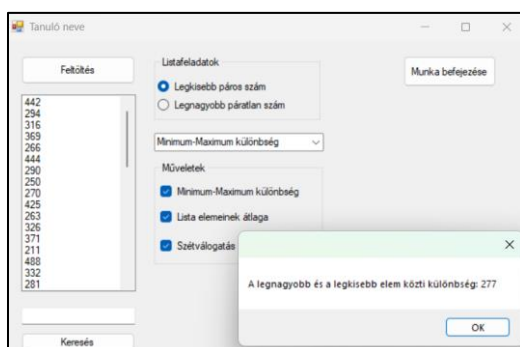 Tanuló neve
Feltöltés
442
294
316
369
266
444
290
250
270
425
263
326
371
211
488
332
281
Keresés
Listafeladatok
Legkisebb páros szám
Legnagyobb páratlan szám
Minimum-Maximum különbség
Műveletek
Minimum-Maximum különbség
Lista elemeinek átlaga
Szétválogatás
Munka befejezése
A legnagyobb és a legkisebb elem közti különbség: 277
OK